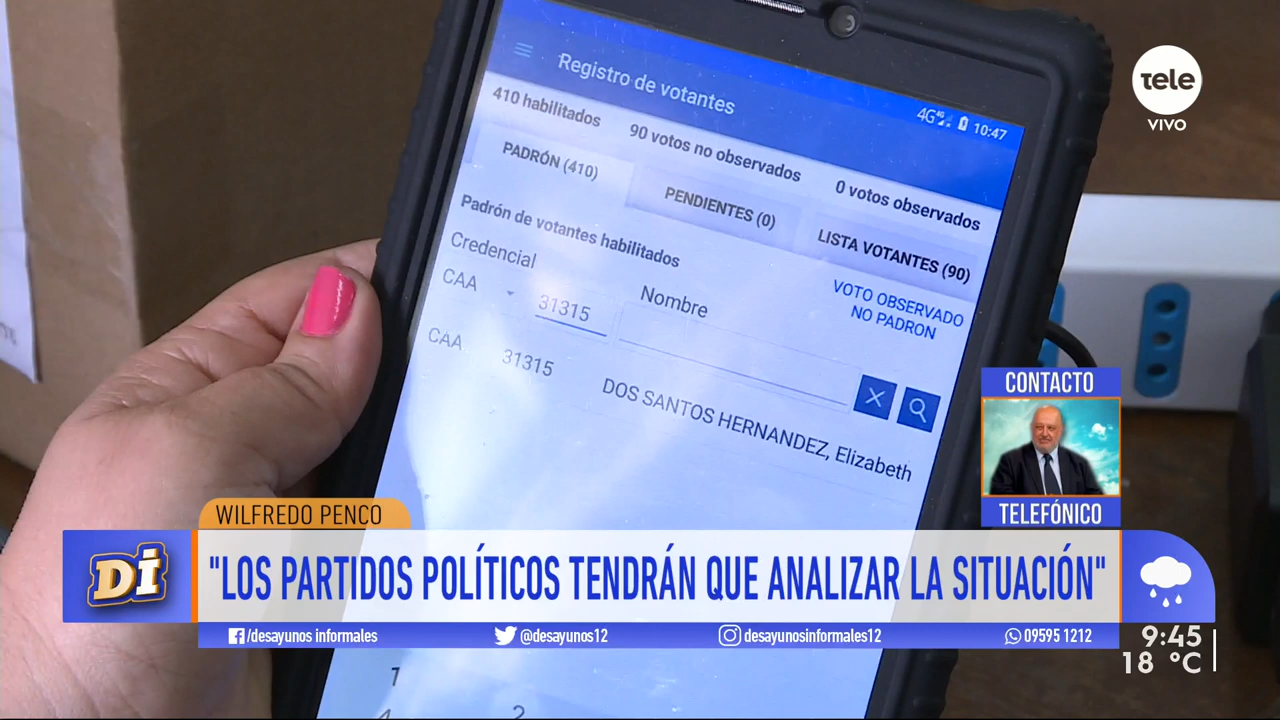 Registro de votantes
4G 10:47
410 habilitados 90 votos no observados 0 votos observados
PADRÓN (410) PENDIENTES (0) LISTA VOTANTES (90)
Padrón de votantes habilitados
VOTO OBSERVADO
NO PADRON
Credencial Nombre
CAA 31315
CAA 31315 DOS SANTOS HERNANDEZ, Elizabeth
1
2
4
tele
VIVO
CONTACTO
TELEFÓNICO
WILFREDO PENCO
Di
"LOS PARTIDOS POLÍTICOS TENDRÁN QUE ANALIZAR LA SITUACIÓN"
/desayunos informales @desayunos12 desayunosinformales12 09595 1212
9:45
18 °C